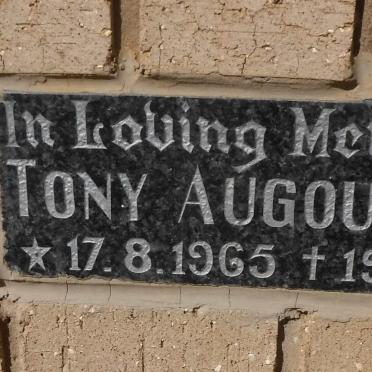 In Loving Me
TONY AUGOU
☆ 17.8.1965 † 19